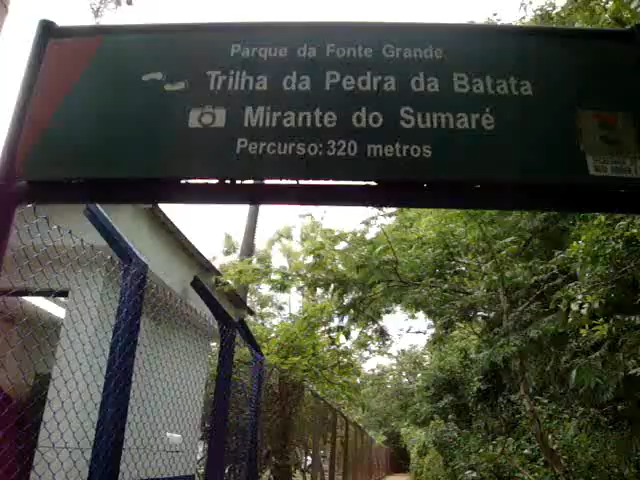 Parque da Fonte Grande
Trilha da Pedra da Batata
Mirante do Sumaré
Percurso: 320 metros